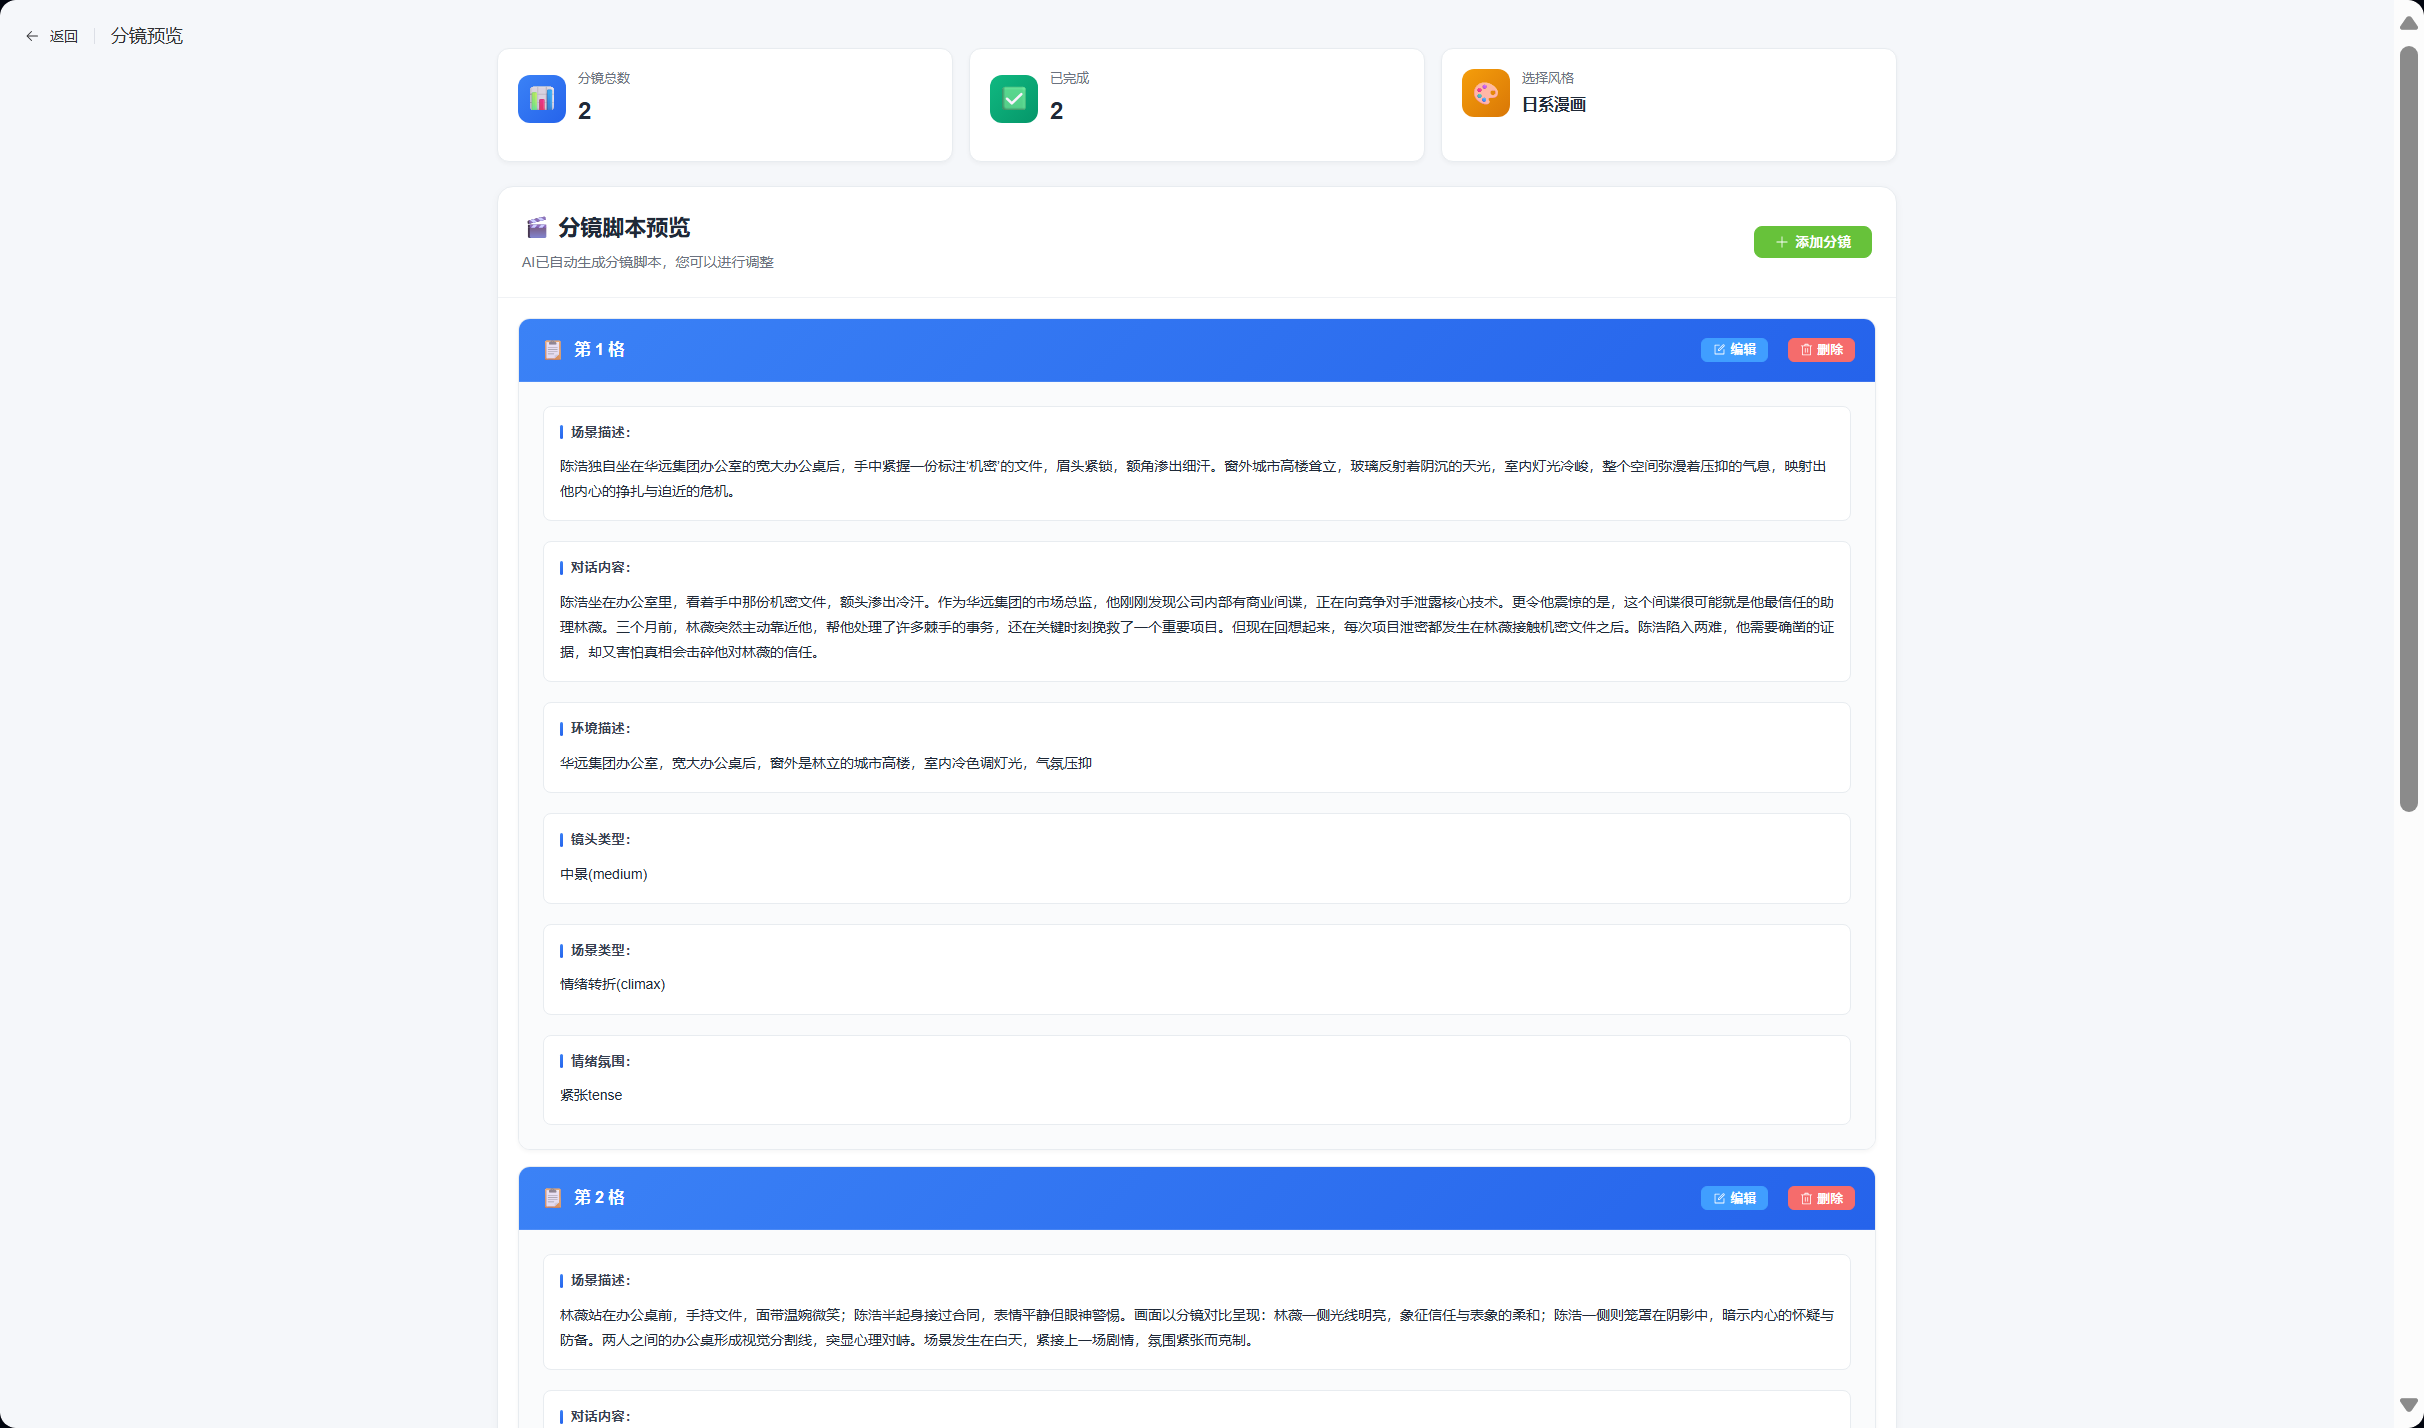 返回
分镜预览
分镜总数
2
已完成
2
选择风格
日系漫画
分镜脚本预览
AI已自动生成分镜脚本，您可以进行调整
添加分镜
第 1 格
编辑
删除
场景描述：
陈浩独自坐在华远集团办公室的宽大办公桌后，手中紧握一份标注'机密'的文件，眉头紧锁，额角渗出细汗。窗外城市高楼耸立，玻璃反射着阴沉的天光，室内灯光冷峻，整个空间弥漫着压抑的气息，映射出
他内心的挣扎与迫近的危机。
对话内容：
陈浩坐在办公室里，看着手中那份机密文件，额头渗出冷汗。作为华远集团的市场总监，他刚刚发现公司内部有商业间谍，正在向竞争对手泄露核心技术。更令他震惊的是，这个间谍很可能就是他最信任的助
理林薇。三个月前，林薇突然主动靠近他，帮他处理了许多棘手的事务，还在关键时刻挽救了一个重要项目。但现在回想起来，每次项目泄密都发生在林薇接触机密文件之后。陈浩陷入两难，他需要确凿的证
据，却又害怕真相会击碎他对林薇的信任。
环境描述：
华远集团办公室，宽大办公桌后，窗外是林立的城市高楼，室内冷色调灯光，气氛压抑
镜头类型：
中景(medium)
场景类型：
情绪转折(climax)
情绪氛围：
紧张tense
第 2 格
编辑
删除
场景描述：
林薇站在办公桌前，手持文件，面带温婉微笑；陈浩半起身接过合同，表情平静但眼神警惕。画面以分镜对比呈现：林薇一侧光线明亮，象征信任与表象的柔和；陈浩一侧则笼罩在阴影中，暗示内心的怀疑与
防备。两人之间的办公桌形成视觉分割线，突显心理对峙。场景发生在白天，紧接上一场剧情，氛围紧张而克制。
对话内容：